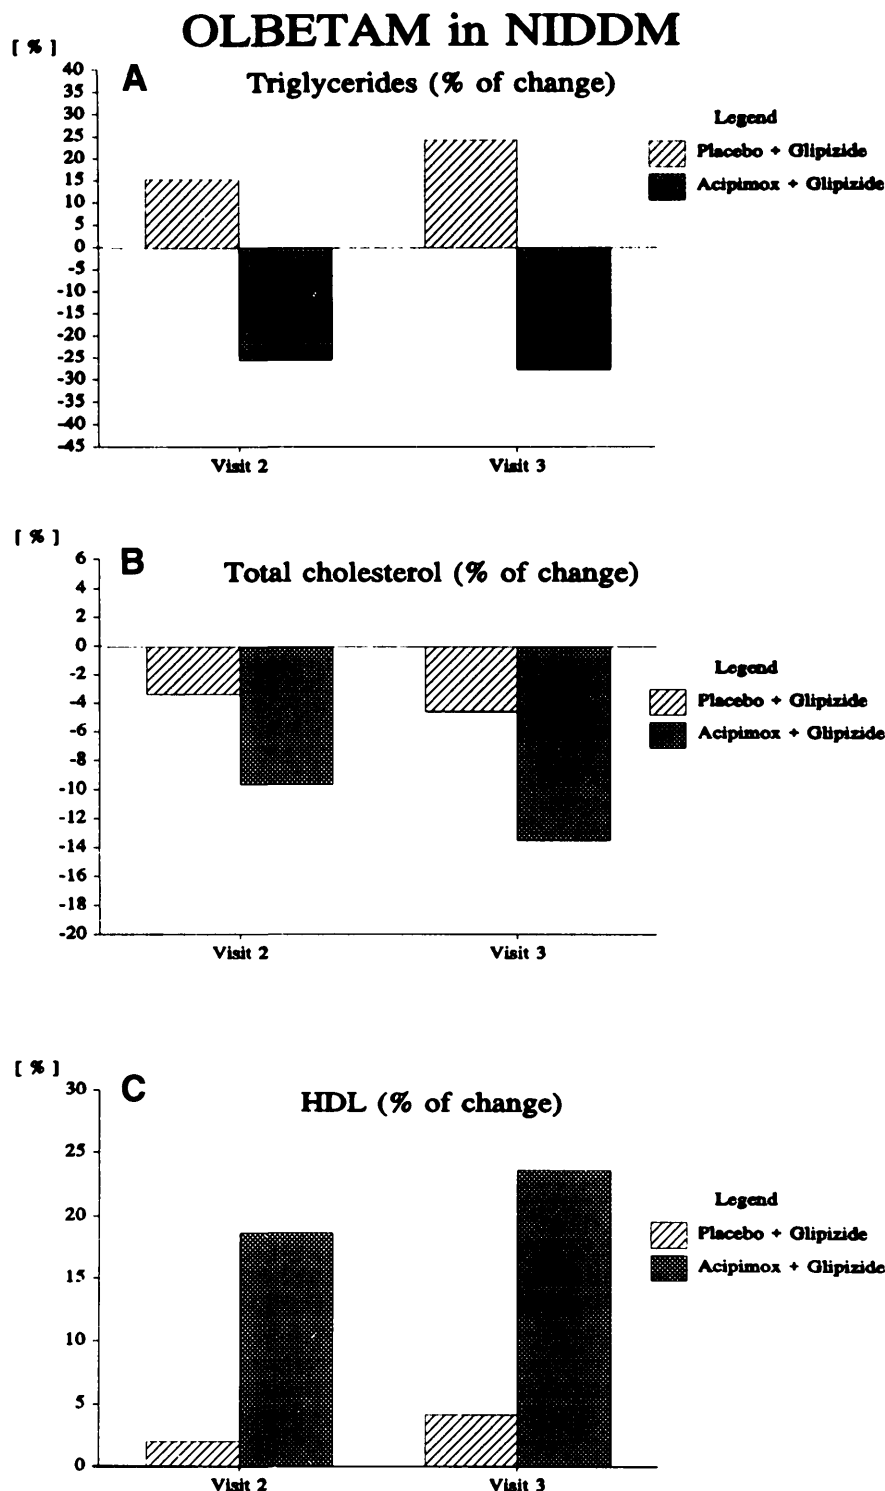 OLBETAM in NIDDM
[ % ]
A
Triglycerides (% of change)
40
35
30
25
20
15
10
5
0
-5
-10
-15
-20
-25
-30
-35
-40
-45
Visit 2
Visit 3
Legend
Placebo + Glipizide
Acipimox + Glipizide
[ % ]
B
Total cholesterol (% of change)
6
4
2
0
-2
-4
-6
-8
-10
-12
-14
-16
-18
-20
Visit 2
Visit 3
Legend
Placebo + Glipizide
Acipimox + Glipizide
[ % ]
C
HDL (% of change)
30
25
20
15
10
5
0
Visit 2
Visit 3
Legend
Placebo + Glipizide
Acipimox + Glipizide